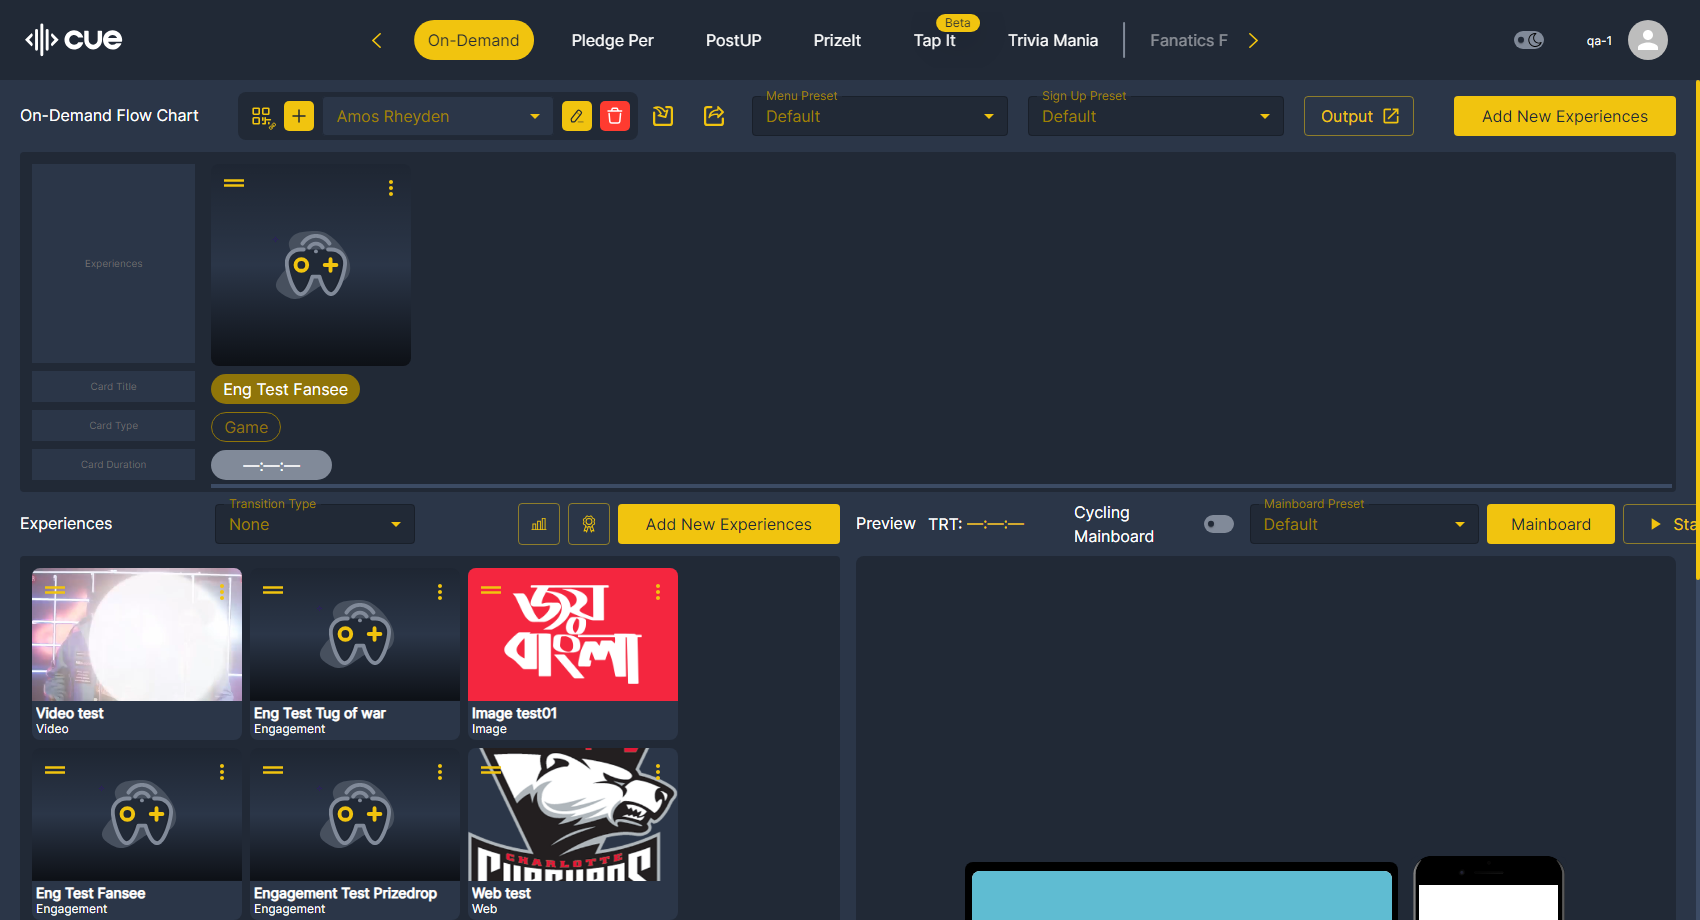 cue
On-Demand
Pledge Per
PostUP
PrizeIt
Tap It
Beta
Trivia Mania
Fanatics F
qa-1
On-Demand Flow Chart
Amos Rheyden
Menu Preset
Default
Sign Up Preset
Default
Output
Add New Experiences
Experiences
Card Title
Card Type
Card Duration
Eng Test Fansee
Game
—:—:—
Experiences
Transition Type
None
Add New Experiences
Preview
TRT: —:—:—
Cycling
Mainboard
Mainboard Preset
Default
Mainboard
Sta
Video test
Video
Eng Test Tug of war
Engagement
জয়
বাংলা
Image test01
Image
Eng Test Fansee
Engagement
Engagement Test Prizedrop
Engagement
CHARLOTTE
Web test
Web